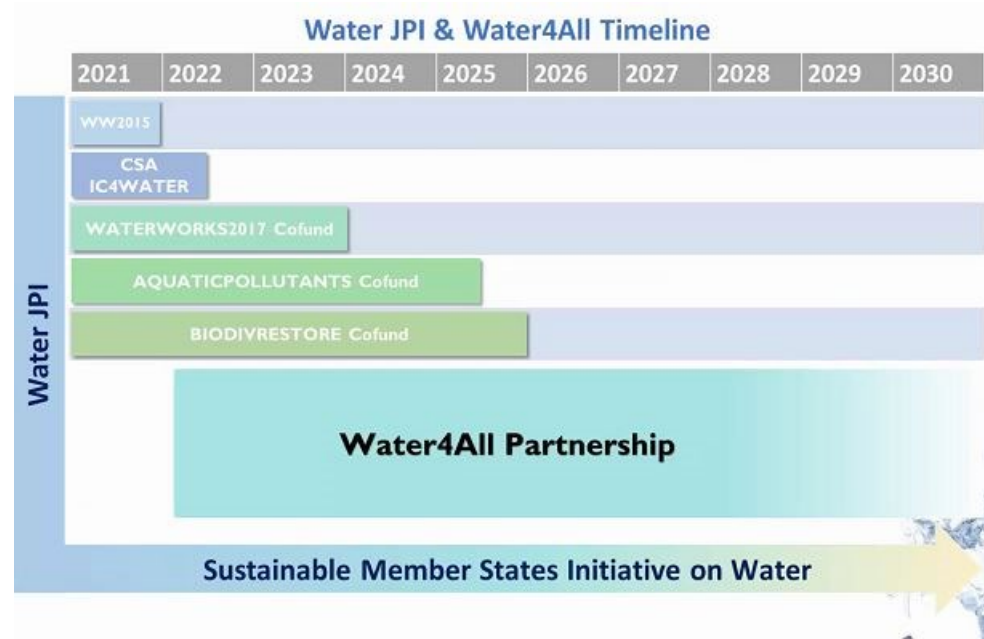 Water JPI & Water4All Timeline
2021 2022 2023 2024 2025 2026 2027 2028 2029 2030
Water JPI
WW2015
CSA
IC4WATER
WATERWORKS2017 Cofund
AQUATICPOLLUTANTS Cofund
BIODIVRESTORE Cofund
Water4All Partnership
Sustainable Member States Initiative on Water